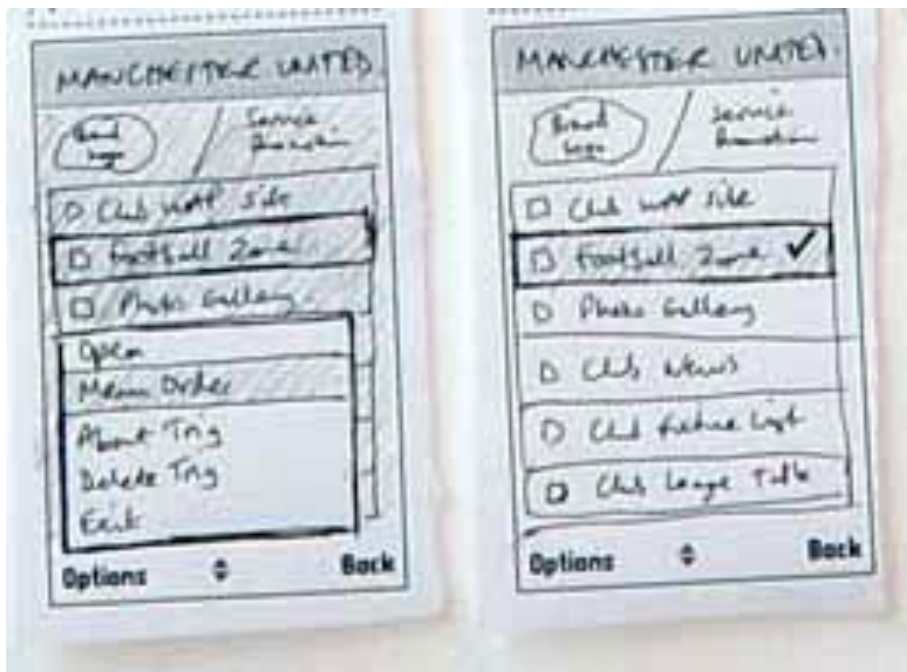 MANCHESTER UNITED
Brand
Logo
Service
Promotion
Club WAP site
Football Zone
Photo Gallery
Open
Menu Order
About Trig
Delete Trig
Exit
Options
Back
MANCHESTER UNITED
Brand
Logo
Service
Promotion
Club WAP site
Football Zone
Photo Gallery
Club News
Club Fixture List
Club League Table
Options
Back